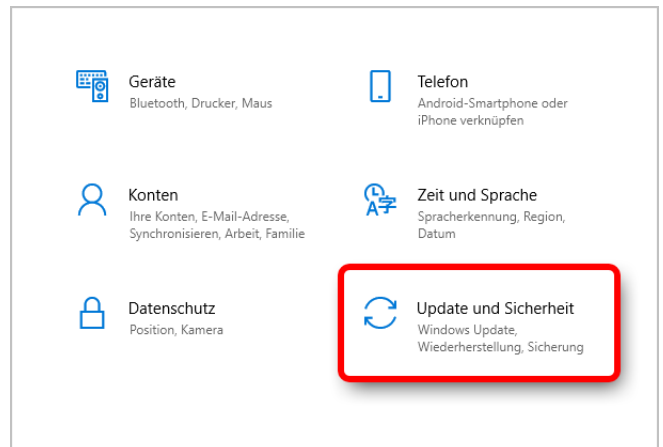 Geräte
Bluetooth, Drucker, Maus
Telefon
Android-Smartphone oder
iPhone verknüpfen
Konten
Ihre Konten, E-Mail-Adresse,
Synchronisieren, Arbeit, Familie
Zeit und Sprache
Spracherkennung, Region,
Datum
Datenschutz
Position, Kamera
Update und Sicherheit
Windows Update,
Wiederherstellung, Sicherung